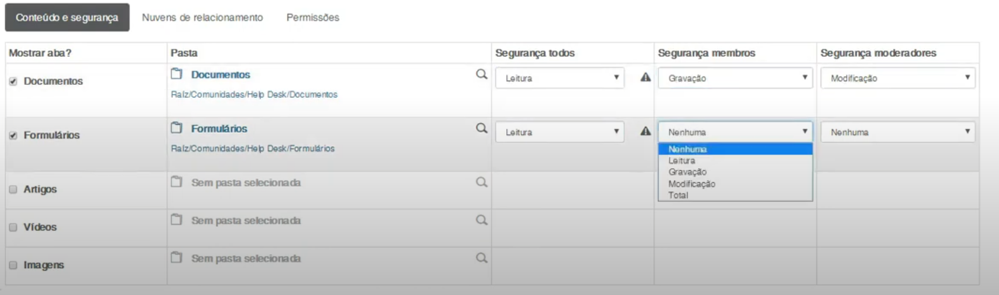 Conteúdo e segurança Nuvens de relacionamento Permissões
Mostrar aba? Pasta Segurança todos Segurança membros Segurança moderadores
Documentos Documentos Leitura Gravação Modificação
Raíz/Comunidades/Help Desk/Documentos
Formulários Formulários Leitura Nenhuma Nenhuma
Raíz/Comunidades/Help Desk/Formulários
Nenhuma
Leitura
Gravação
Modificação
Total
Artigos Sem pasta selecionada
Vídeos Sem pasta selecionada
Imagens Sem pasta selecionada